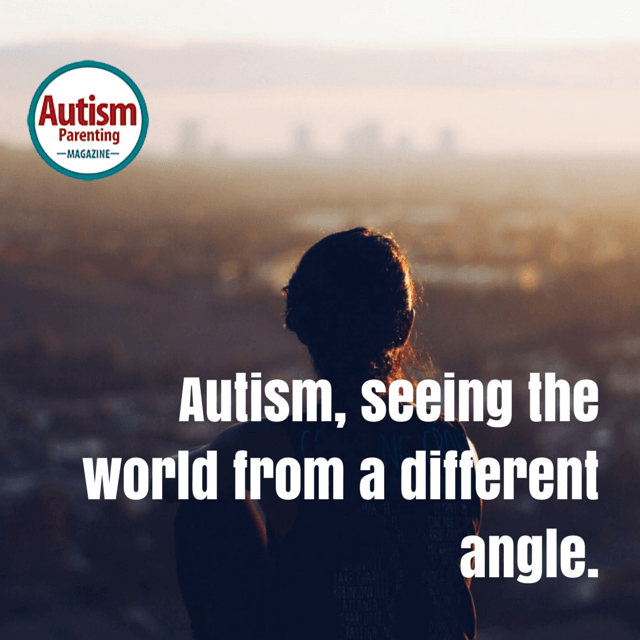 Autism
Parenting
MAGAZINE
Autism, seeing the
world from a different
angle.